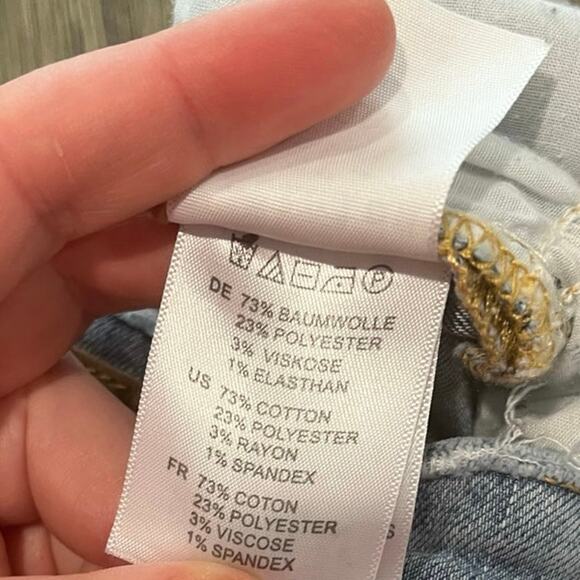 P
DE 73% BAUMWOLLE
23% POLYESTER
3% VISKOSE
1% ELASTHAN
US 73% COTTON
23% POLYESTER
3% RAYON
1% SPANDEX
FR 73% COTON
23% POLYESTER
3% VISCOSE
1% SPANDEX
S